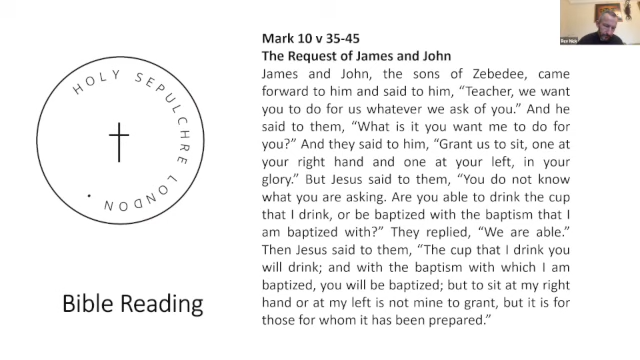 Mark 10 v 35-45
The Request of James and John
James and John, the sons of Zebedee, came
forward to him and said to him, “Teacher, we want
you to do for us whatever we ask of you.” And he
said to them, “What is it you want me to do for
you?” And they said to him, “Grant us to sit, one at
your right hand and one at your left, in your
glory.” But Jesus said to them, “You do not know
what you are asking. Are you able to drink the cup
that I drink, or be baptized with the baptism that I
am baptized with?” They replied, “We are able.”
Then Jesus said to them, “The cup that I drink you
will drink; and with the baptism with which I am
baptized, you will be baptized; but to sit at my right
hand or at my left is not mine to grant, but it is for
those for whom it has been prepared.”
HOLY SEPULCHRE LONDON •
Bible Reading